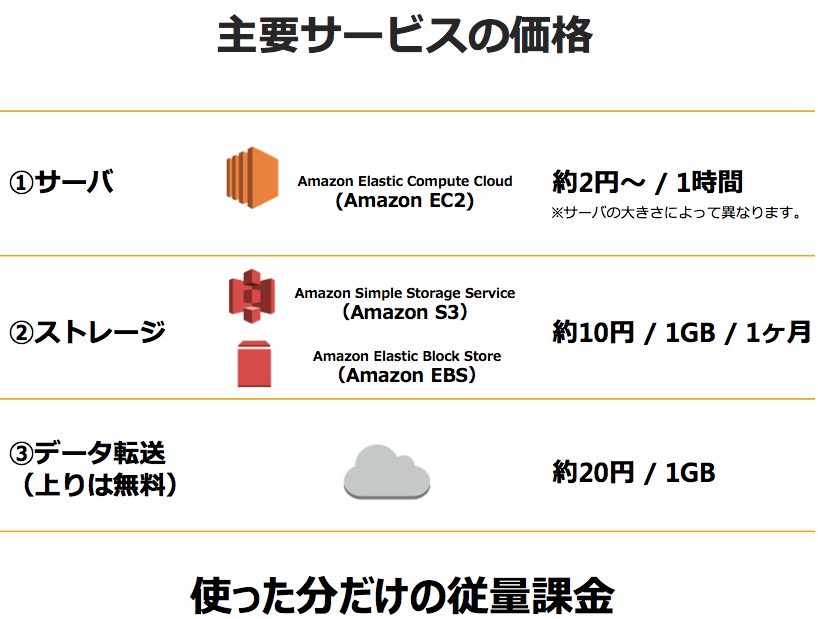 主要サービスの価格
①サーバ
Amazon Elastic Compute Cloud
(Amazon EC2)
約2円～ / 1時間
※サーバの大きさによって異なります。
②ストレージ
Amazon Simple Storage Service
（Amazon S3）
Amazon Elastic Block Store
（Amazon EBS）
約10円 / 1GB / 1ヶ月
③データ転送
（上りは無料）
約20円 / 1GB
使った分だけの従量課金